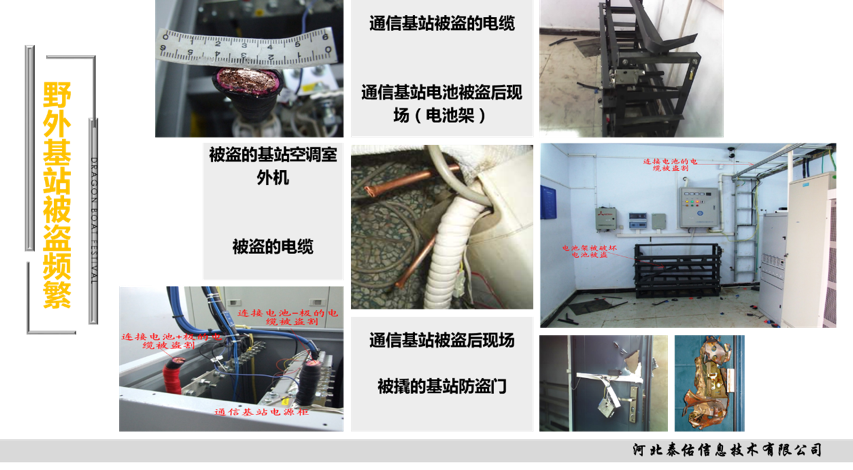 野外基站被盗频繁
DRAGON BOAT FESTIVAL
通信基站被盗的电缆
通信基站电池被盗后现
场（电池架）
被盗的基站空调室
外机
被盗的电缆
连接电池的电
缆被盗割
电池架被破坏
电池被盗
连接电池-极的电
缆被盗割
连接电池+极的电
缆被盗割
通信基站电源柜
通信基站被盗后现场
被撬的基站防盗门
河北泰佑信息技术有限公司